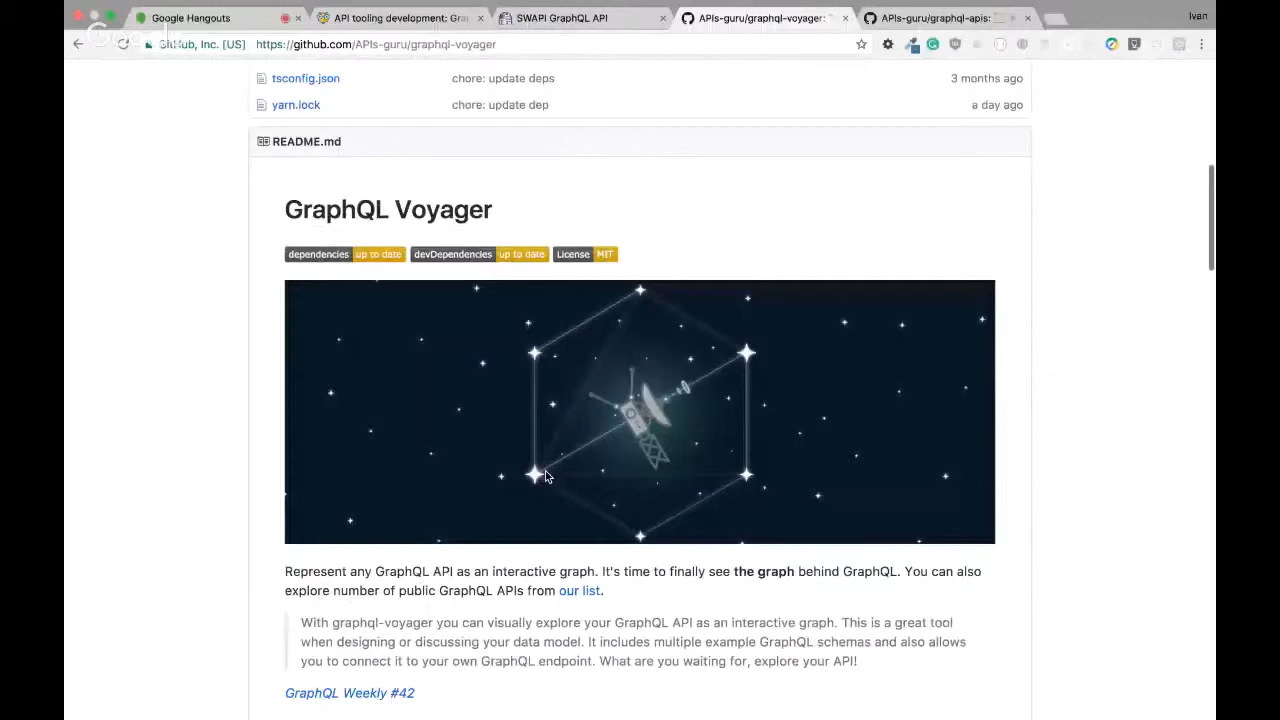 Google Hangouts
API tooling development: Gra
SWAPI GraphQL API
APIs-guru/graphql-voyager:
APIs-guru/graphql-apis:
Ivan
GitHub, Inc. [US]
https://github.com/APIs-guru/graphql-voyager
tsconfig.json
chore: update deps
3 months ago
yarn.lock
chore: update dep
a day ago
README.md
GraphQL Voyager
dependencies up to date
devDependencies up to date
License MIT
Represent any GraphQL API as an interactive graph. It's time to finally see the graph behind GraphQL. You can also
explore number of public GraphQL APIs from our list.
With graphql-voyager you can visually explore your GraphQL API as an interactive graph. This is a great tool
when designing or discussing your data model. It includes multiple example GraphQL schemas and also allows
you to connect it to your own GraphQL endpoint. What are you waiting for, explore your API!
GraphQL Weekly #42